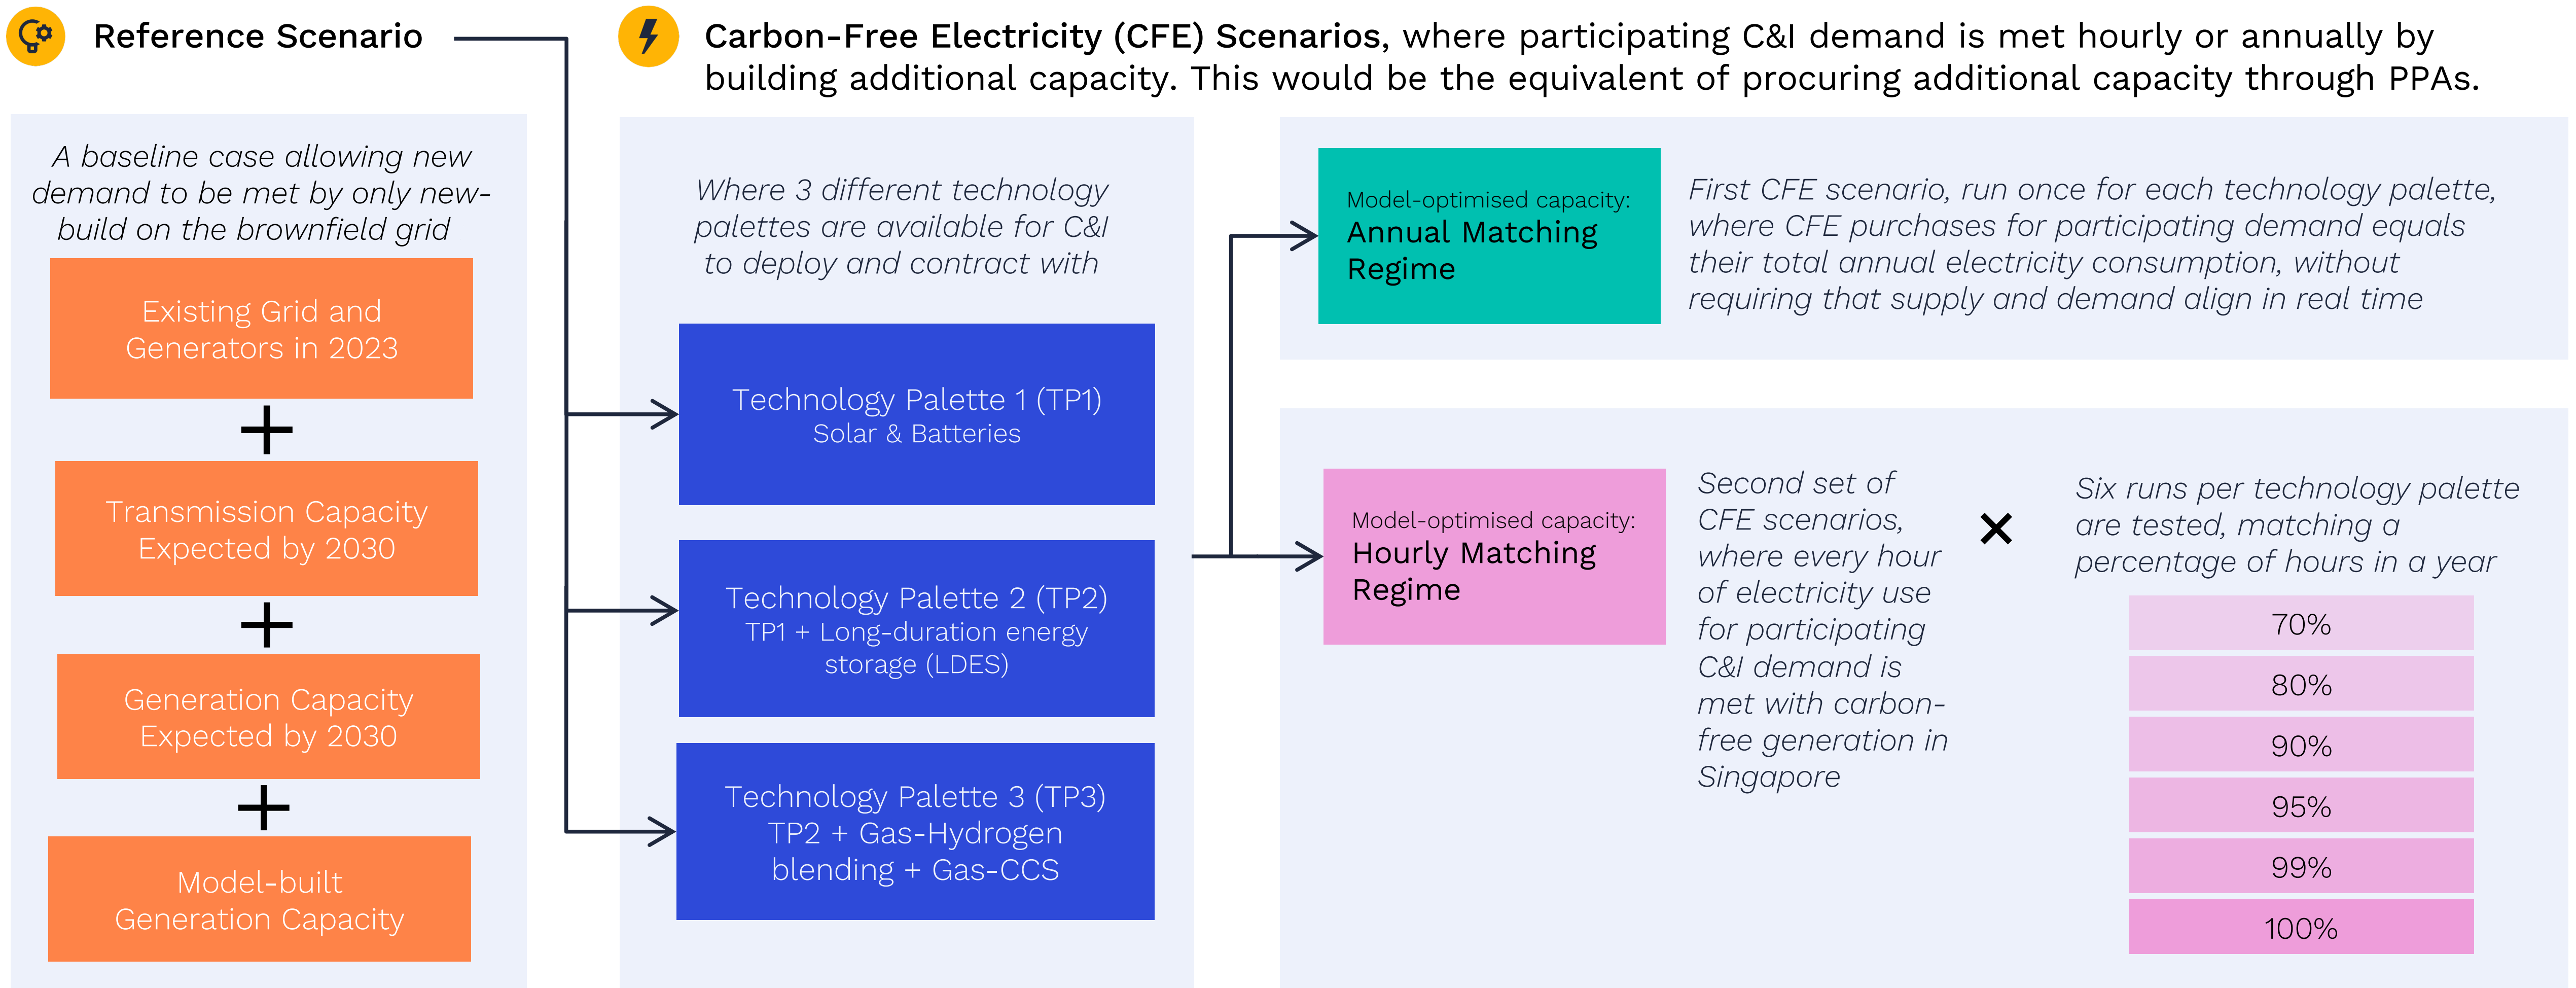 Reference Scenario
A baseline case allowing new
demand to be met by only new-
build on the brownfield grid
Existing Grid and
Generators in 2023
+
Transmission Capacity
Expected by 2030
+
Generation Capacity
Expected by 2030
+
Model-built
Generation Capacity
Carbon-Free Electricity (CFE) Scenarios, where participating C&I demand is met hourly or annually by
building additional capacity. This would be the equivalent of procuring additional capacity through PPAs.
Where 3 different technology
palettes are available for C&I
to deploy and contract with
Technology Palette 1 (TP1)
Solar & Batteries
Technology Palette 2 (TP2)
TP1 + Long-duration energy
storage (LDES)
Technology Palette 3 (TP3)
TP2 + Gas-Hydrogen
blending + Gas-CCS
Model-optimised capacity:
Annual Matching
Regime
First CFE scenario, run once for each technology palette,
where CFE purchases for participating demand equals
their total annual electricity consumption, without
requiring that supply and demand align in real time
Model-optimised capacity:
Hourly Matching
Regime
Second set of
CFE scenarios,
where every hour
of electricity use
for participating
C&I demand is
met with carbon-
free generation in
Singapore
×
Six runs per technology palette
are tested, matching a
percentage of hours in a year
70%
80%
90%
95%
99%
100%